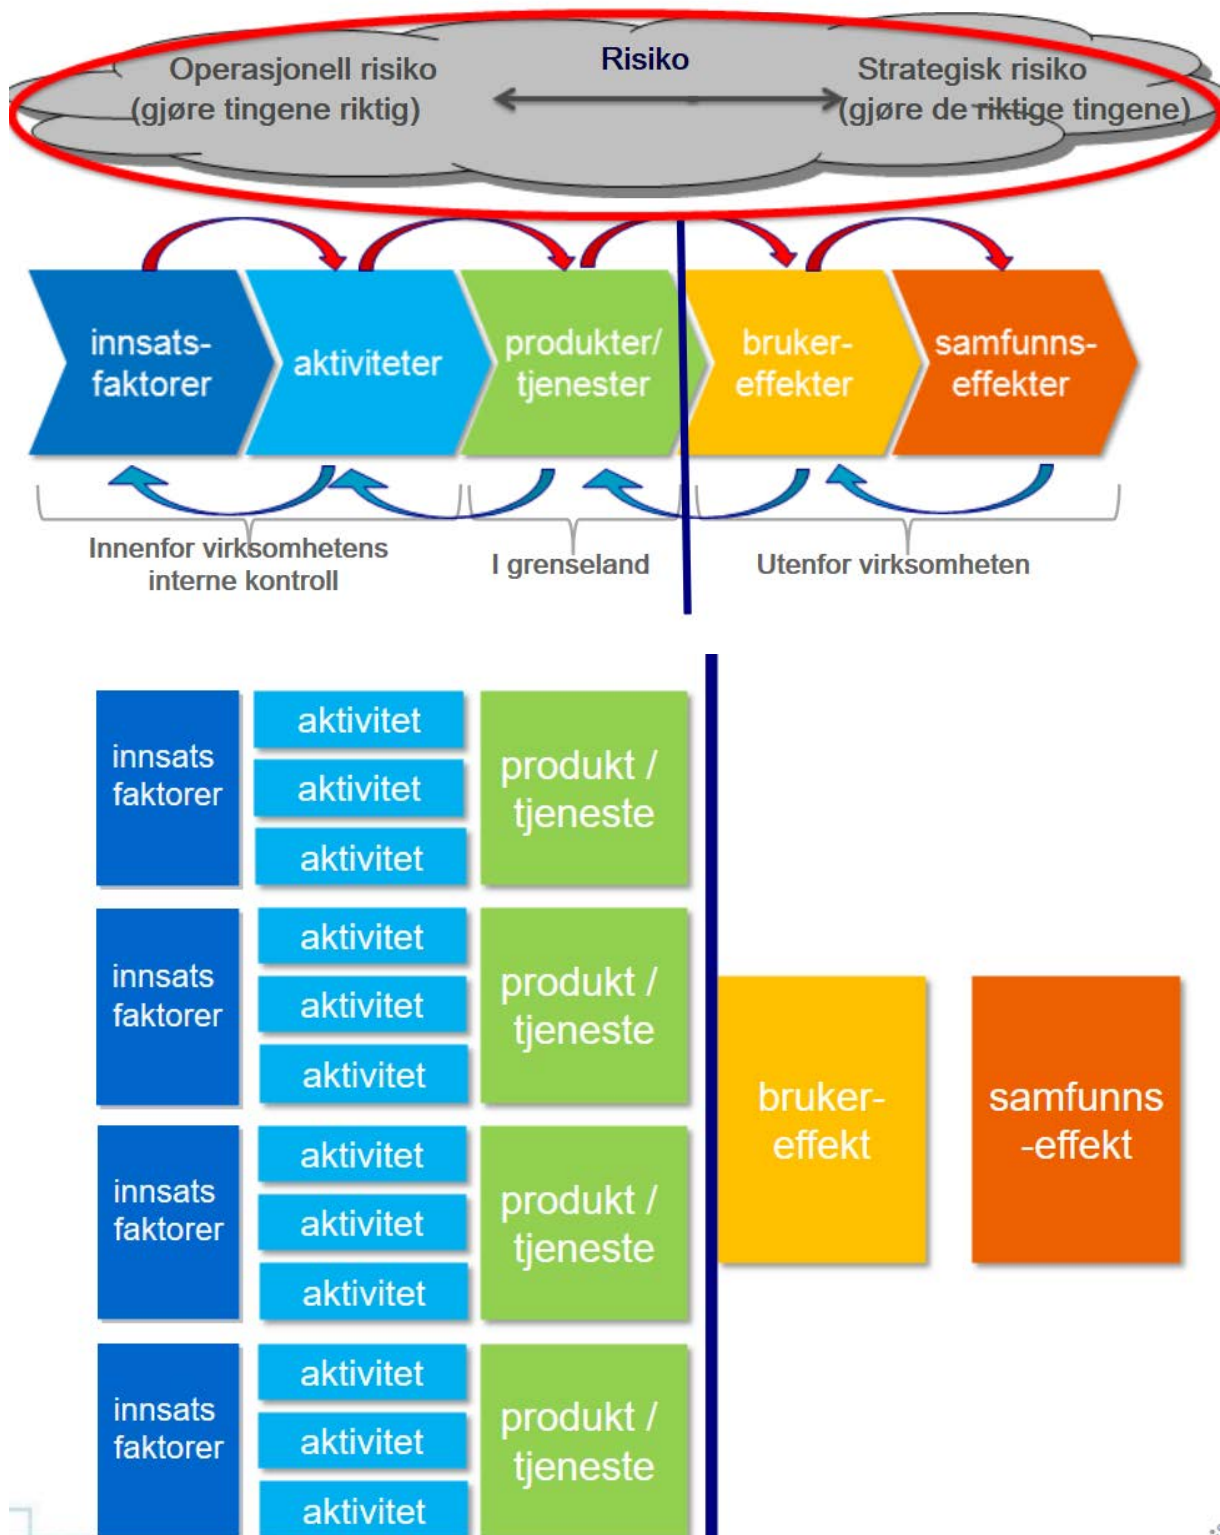 Risiko
Operasjonell risiko
(gjøre tingene riktig)
Strategisk risiko
(gjøre de riktige tingene)
innsats-
faktorer
aktiviteter
produkter/
tjenester
bruker-
effekter
samfunns-
effekter
Innenfor virksomhetens
interne kontroll
I grenseland
Utenfor virksomheten
innsats
faktorer
aktivitet
aktivitet
aktivitet
produkt /
tjeneste
innsats
faktorer
aktivitet
aktivitet
aktivitet
produkt /
tjeneste
innsats
faktorer
aktivitet
aktivitet
aktivitet
produkt /
tjeneste
innsats
faktorer
aktivitet
aktivitet
aktivitet
produkt /
tjeneste
bruker-
effekt
samfunns
-effekt